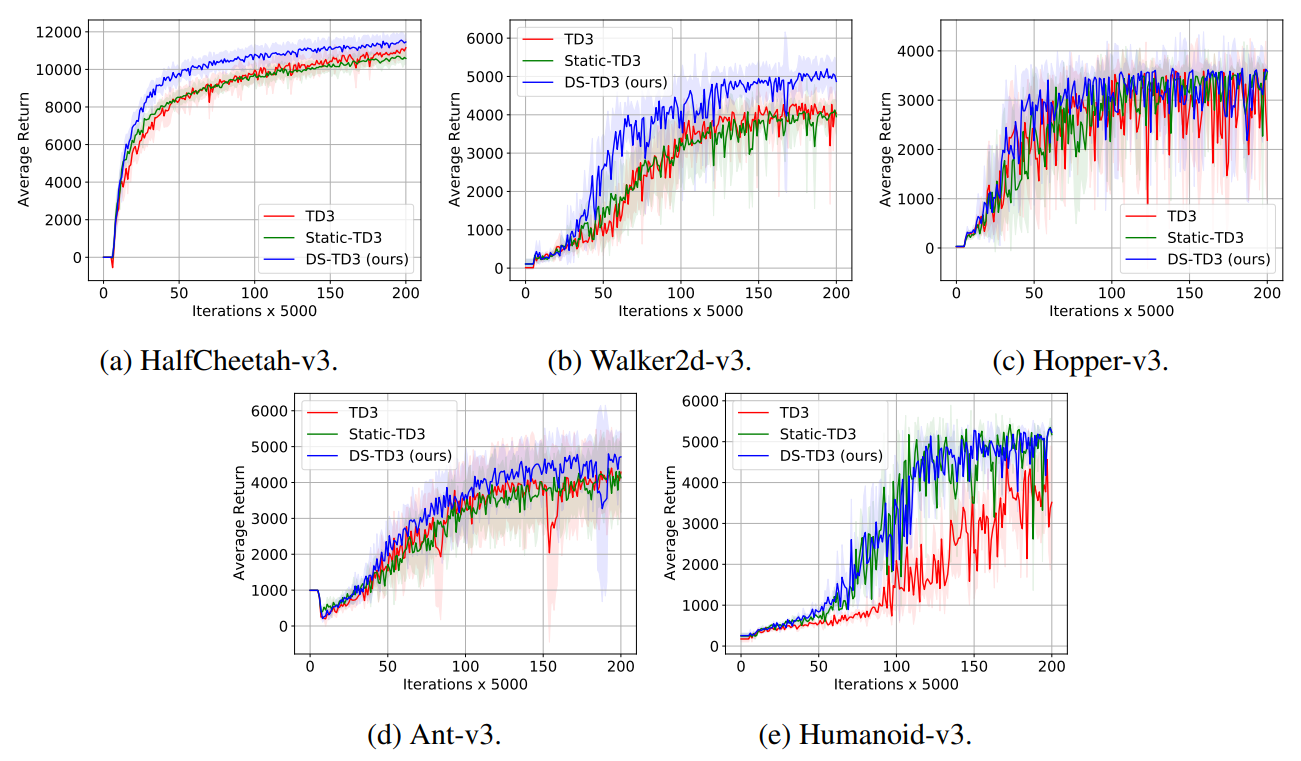 12000
10000
8000
6000
4000
2000
0
Average Return
TD3
Static-TD3
DS-TD3 (ours)
0 50 100 150 200
Iterations x 5000
(a) HalfCheetah-v3.
6000
5000
4000
3000
2000
1000
0
Average Return
TD3
Static-TD3
DS-TD3 (ours)
0 50 100 150 200
Iterations x 5000
(b) Walker2d-v3.
4000
3000
2000
1000
0
Average Return
TD3
Static-TD3
DS-TD3 (ours)
0 50 100 150 200
Iterations x 5000
(c) Hopper-v3.
6000
5000
4000
3000
2000
1000
0
Average Return
TD3
Static-TD3
DS-TD3 (ours)
0 50 100 150 200
Iterations x 5000
(d) Ant-v3.
6000
5000
4000
3000
2000
1000
0
Average Return
TD3
Static-TD3
DS-TD3 (ours)
0 50 100 150 200
Iterations x 5000
(e) Humanoid-v3.